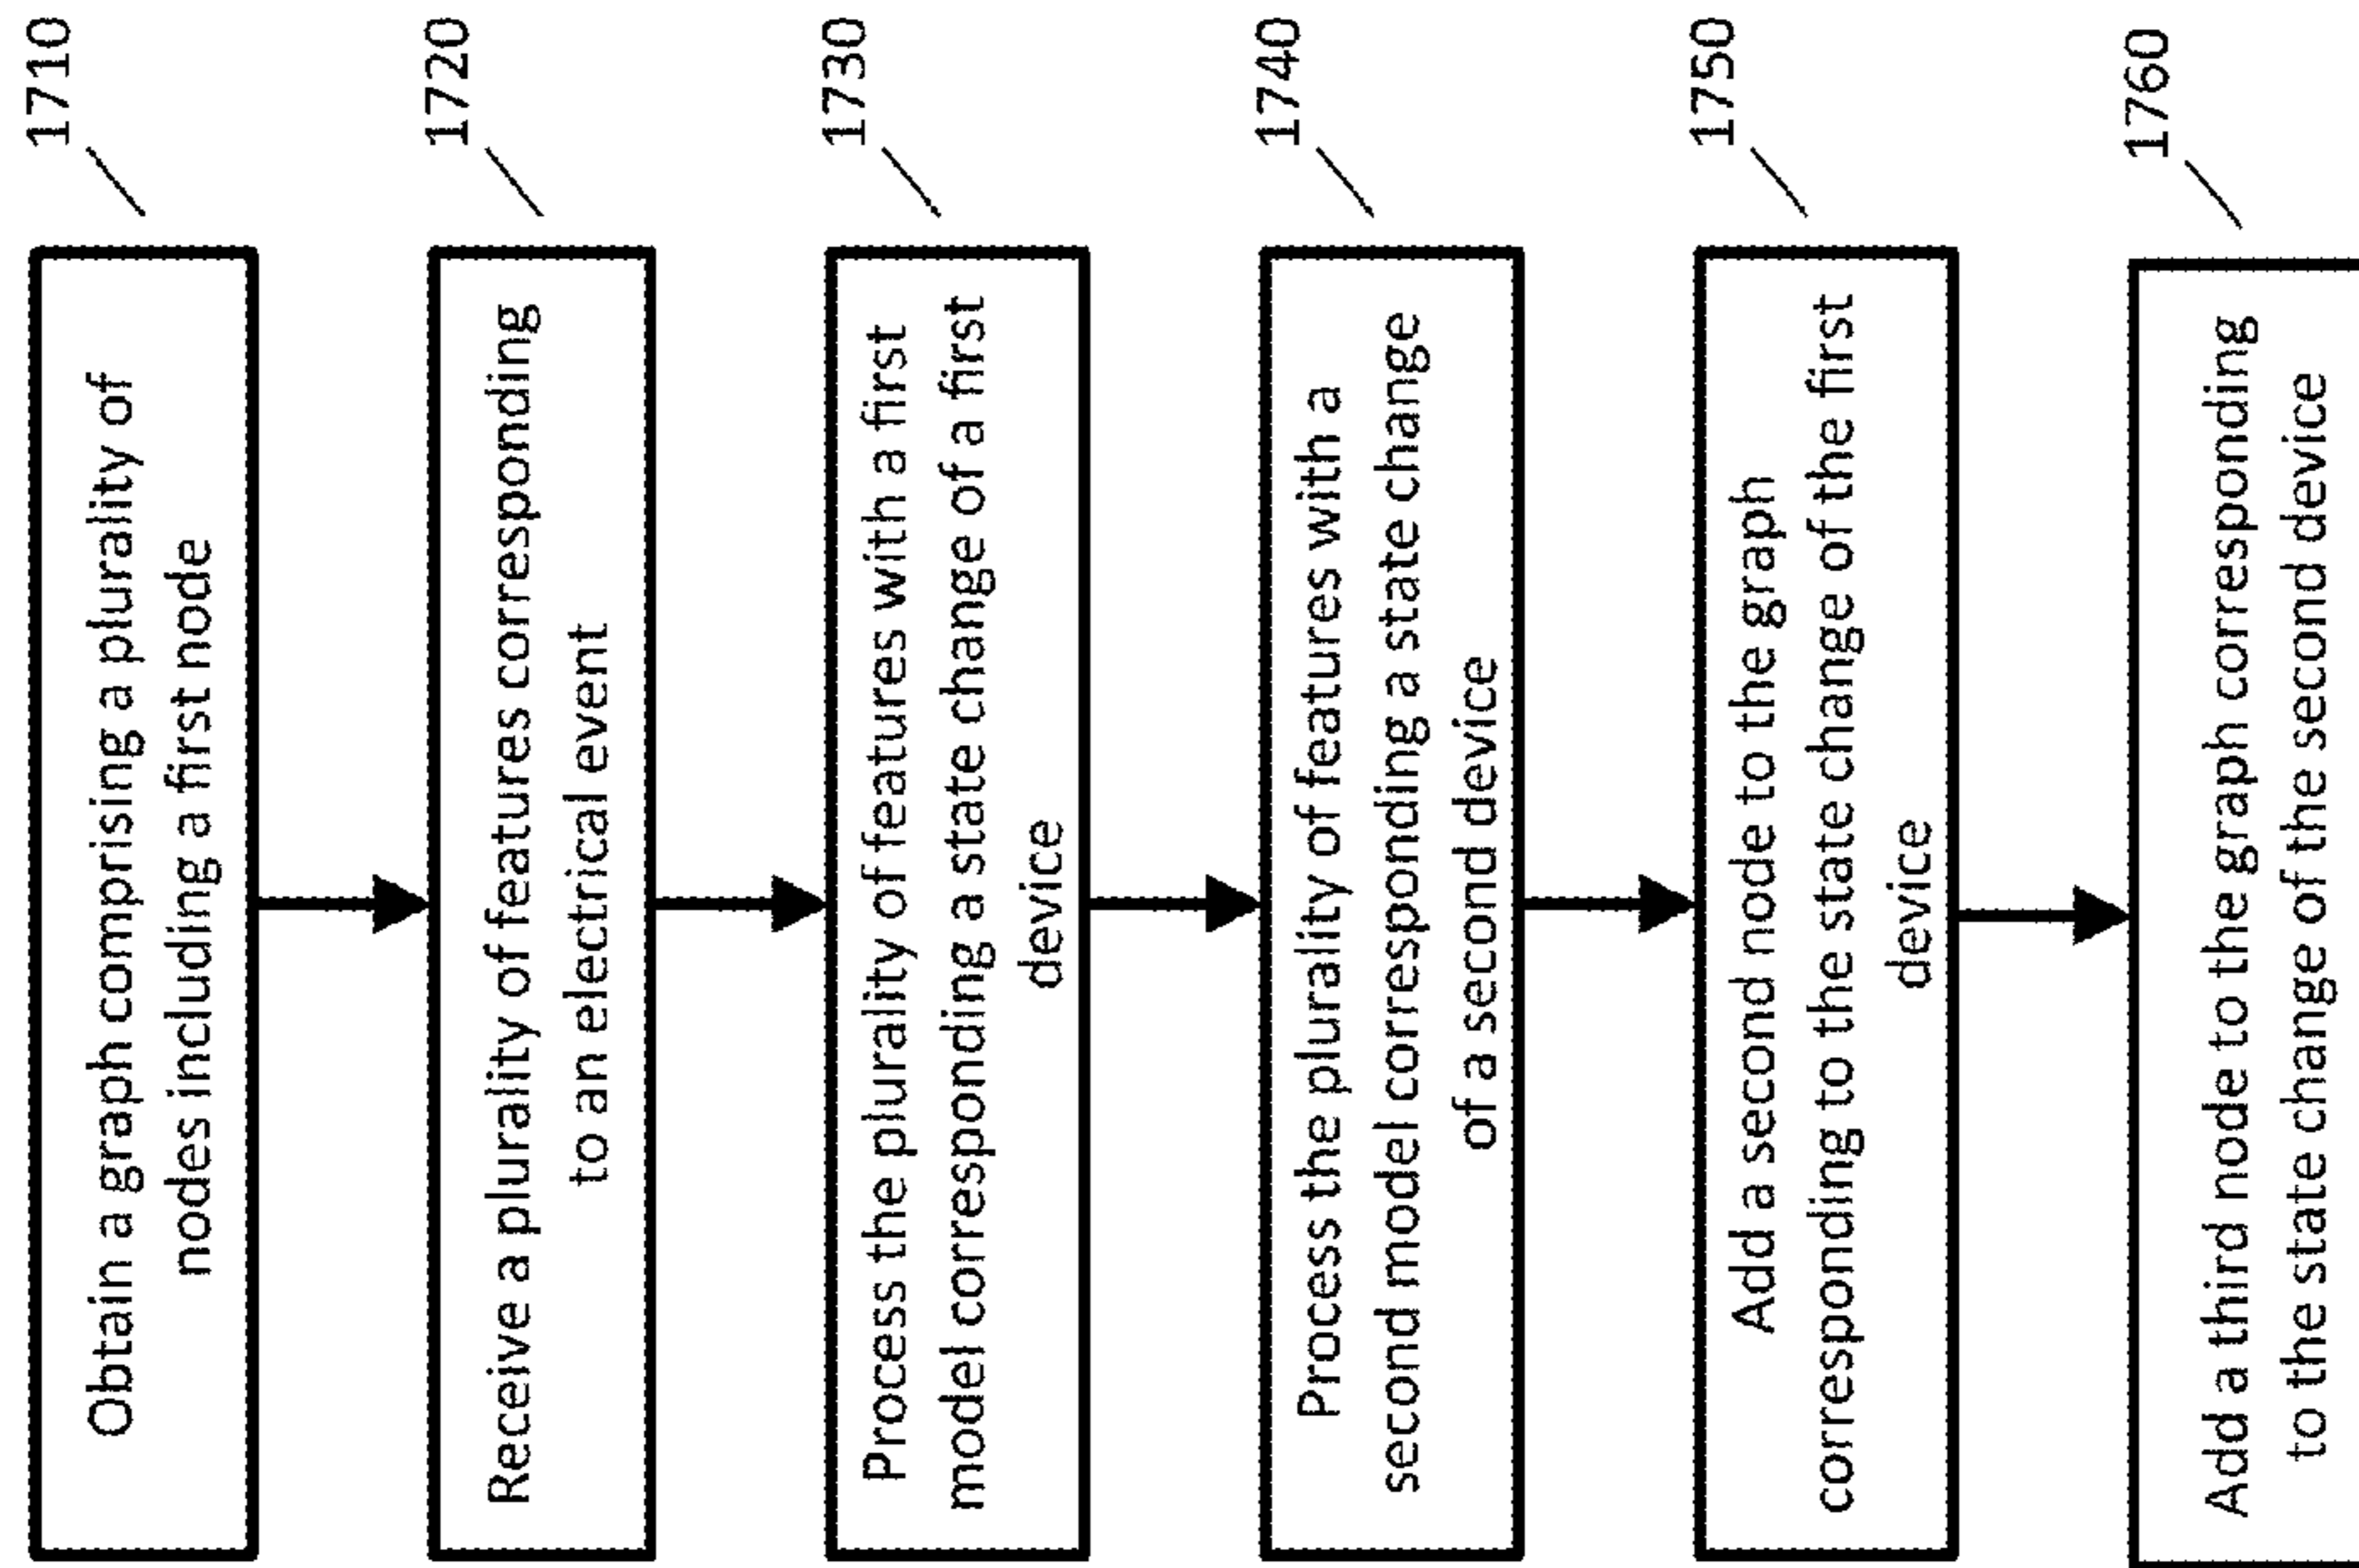 1710
Obtain a graph comprising a plurality of
nodes including a first node
1720
Receive a plurality of features corresponding
to an electrical event
1730
Process the plurality of features with a first
model corresponding a state change of a first
device
1740
Process the plurality of features with a
second model corresponding a state change
of a second device
1750
Add a second node to the graph
corresponding to the state change of the first
device
1760
Add a third node to the graph corresponding
to the state change of the second device